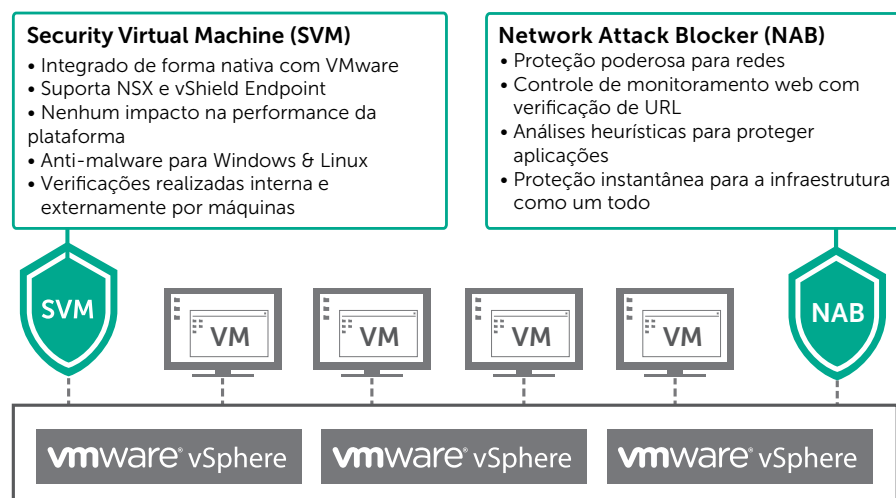 Security Virtual Machine (SVM)
• Integrado de forma nativa com VMware
• Suporta NSX e vShield Endpoint
• Nenhum impacto na performance da
plataforma
• Anti-malware para Windows & Linux
• Verificações realizadas interna e
externamente por máquinas
Network Attack Blocker (NAB)
• Proteção poderosa para redes
• Controle de monitoramento web com
verificação de URL
• Análises heurísticas para proteger
aplicações
• Proteção instantânea para a infraestrutura
como um todo
SVM
VM
VM
VM
VM
NAB
vmware® vSphere
vmware® vSphere
vmware® vSphere